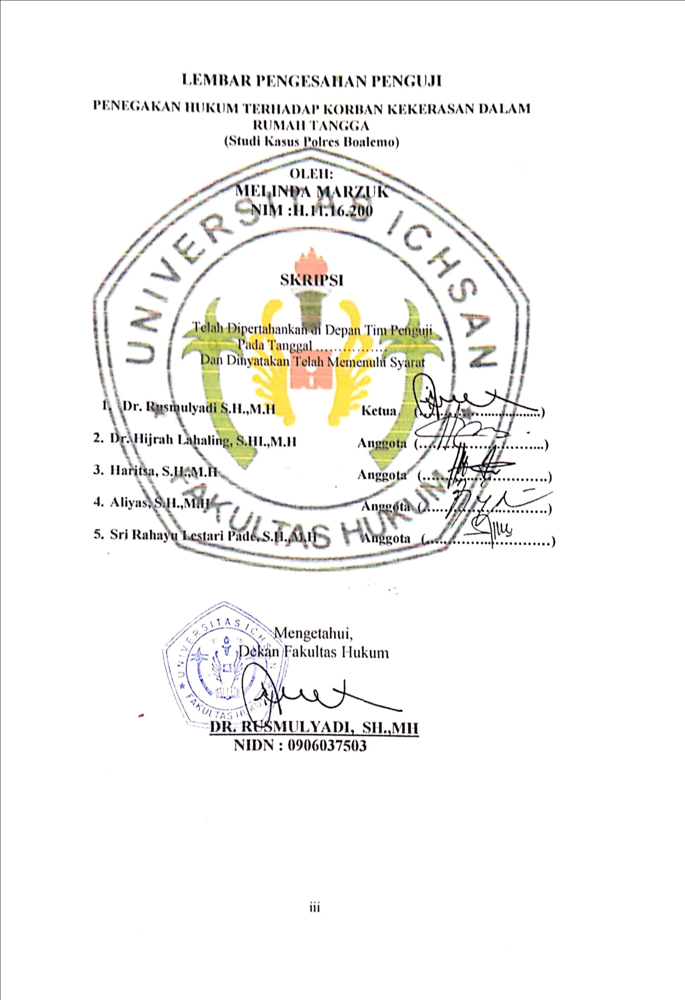 LEMBAR PENGESAHAN PENGUJI
PENEGAKAN HUKUM TERHADAP KORBAN KEKERASAN DALAM
RUMAH TANGGA
(Studi Kasus Polres Boalemo)
OLEH:
MELINDA MARZUK
NIM :H.11.16.200
UNIVERSITAS ICHSAN
SKRIPSI
Telah Dipertahankan di Depan Tim Penguji
Pada Tanggal ................
Dan Dinyatakan Telah Memenuhi Syarat
1. Dr. Rusmulyadi S.H.,M.H Ketua (..............................)
2. Dr. Hijrah Lahaling, S.HI.,M.H Anggota (..............................)
3. Haritsa, S.H.,M.H Anggota (..............................)
4. Aliyas, S.H.,M.H Anggota (..............................)
5. Sri Rahayu Lestari Pade, S.H.,M.H Anggota (..............................)
FAKULTAS HUKUM
UNIVERSITAS ICHSAN
FAKULTAS HUKUM
Mengetahui,
Dekan Fakultas Hukum
DR. RUSMULYADI, SH.,MH
NIDN : 0906037503
iii